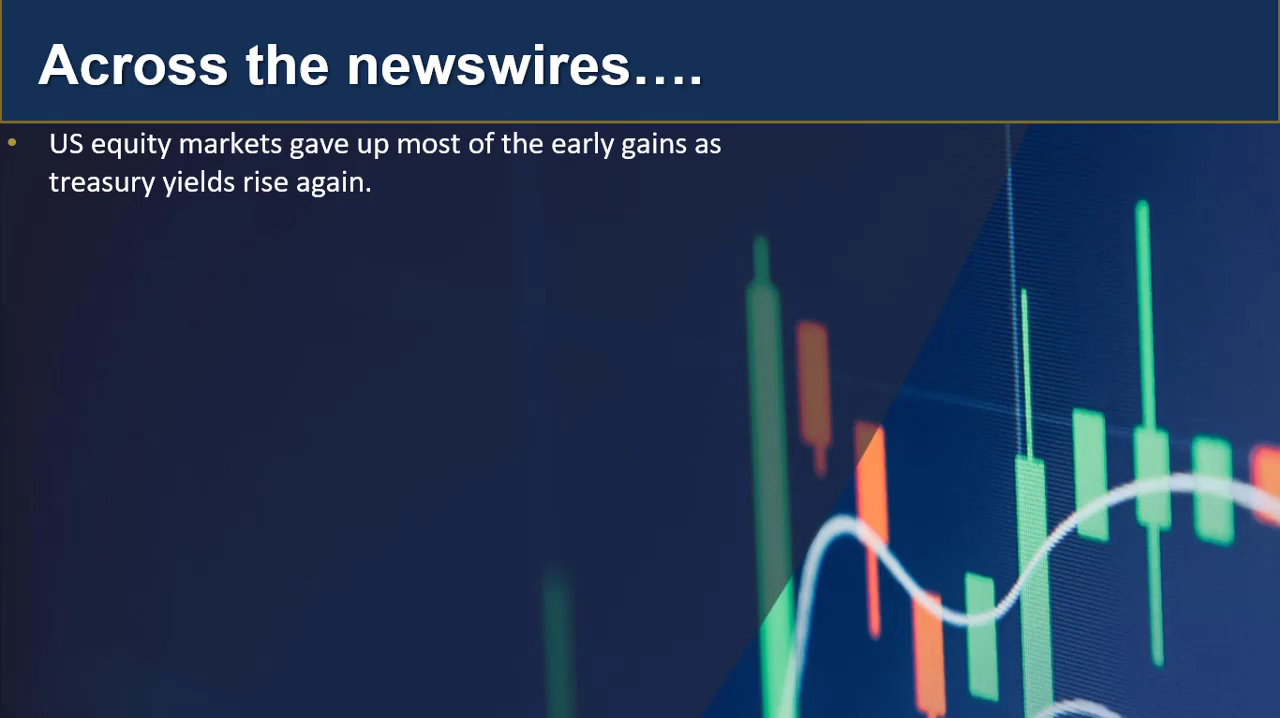 Across the newswires….
• US equity markets gave up most of the early gains as
treasury yields rise again.